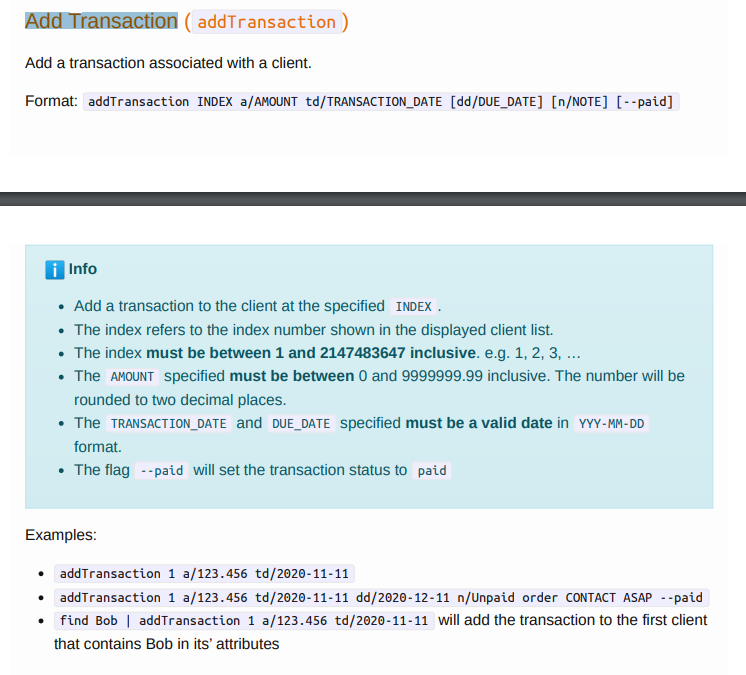 Add Transaction (addTransaction)
Add a transaction associated with a client.
Format: addTransaction INDEX a/AMOUNT td/TRANSACTION_DATE [dd/DUE_DATE] [n/NOTE] [--paid]
Info
• Add a transaction to the client at the specified INDEX .
• The index refers to the index number shown in the displayed client list.
• The index must be between 1 and 2147483647 inclusive. e.g. 1, 2, 3, …
• The AMOUNT specified must be between 0 and 9999999.99 inclusive. The number will be
rounded to two decimal places.
• The TRANSACTION_DATE and DUE_DATE specified must be a valid date in YYY-MM-DD
format.
• The flag --paid will set the transaction status to paid
Examples:
• addTransaction 1 a/123.456 td/2020-11-11
• addTransaction 1 a/123.456 td/2020-11-11 dd/2020-12-11 n/Unpaid order CONTACT ASAP --paid
• find Bob | addTransaction 1 a/123.456 td/2020-11-11 will add the transaction to the first client
that contains Bob in its’ attributes